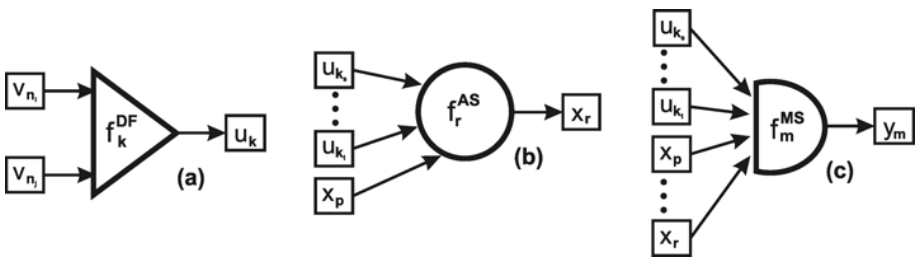 v_{n_i}
v_{n_j}
f_k^{DF}
u_k
(a)
u_{k_s}
u_{k_t}
x_p
f_r^{AS}
x_r
(b)
u_{k_s}
u_{k_t}
x_p
x_r
f_m^{MS}
y_m
(c)